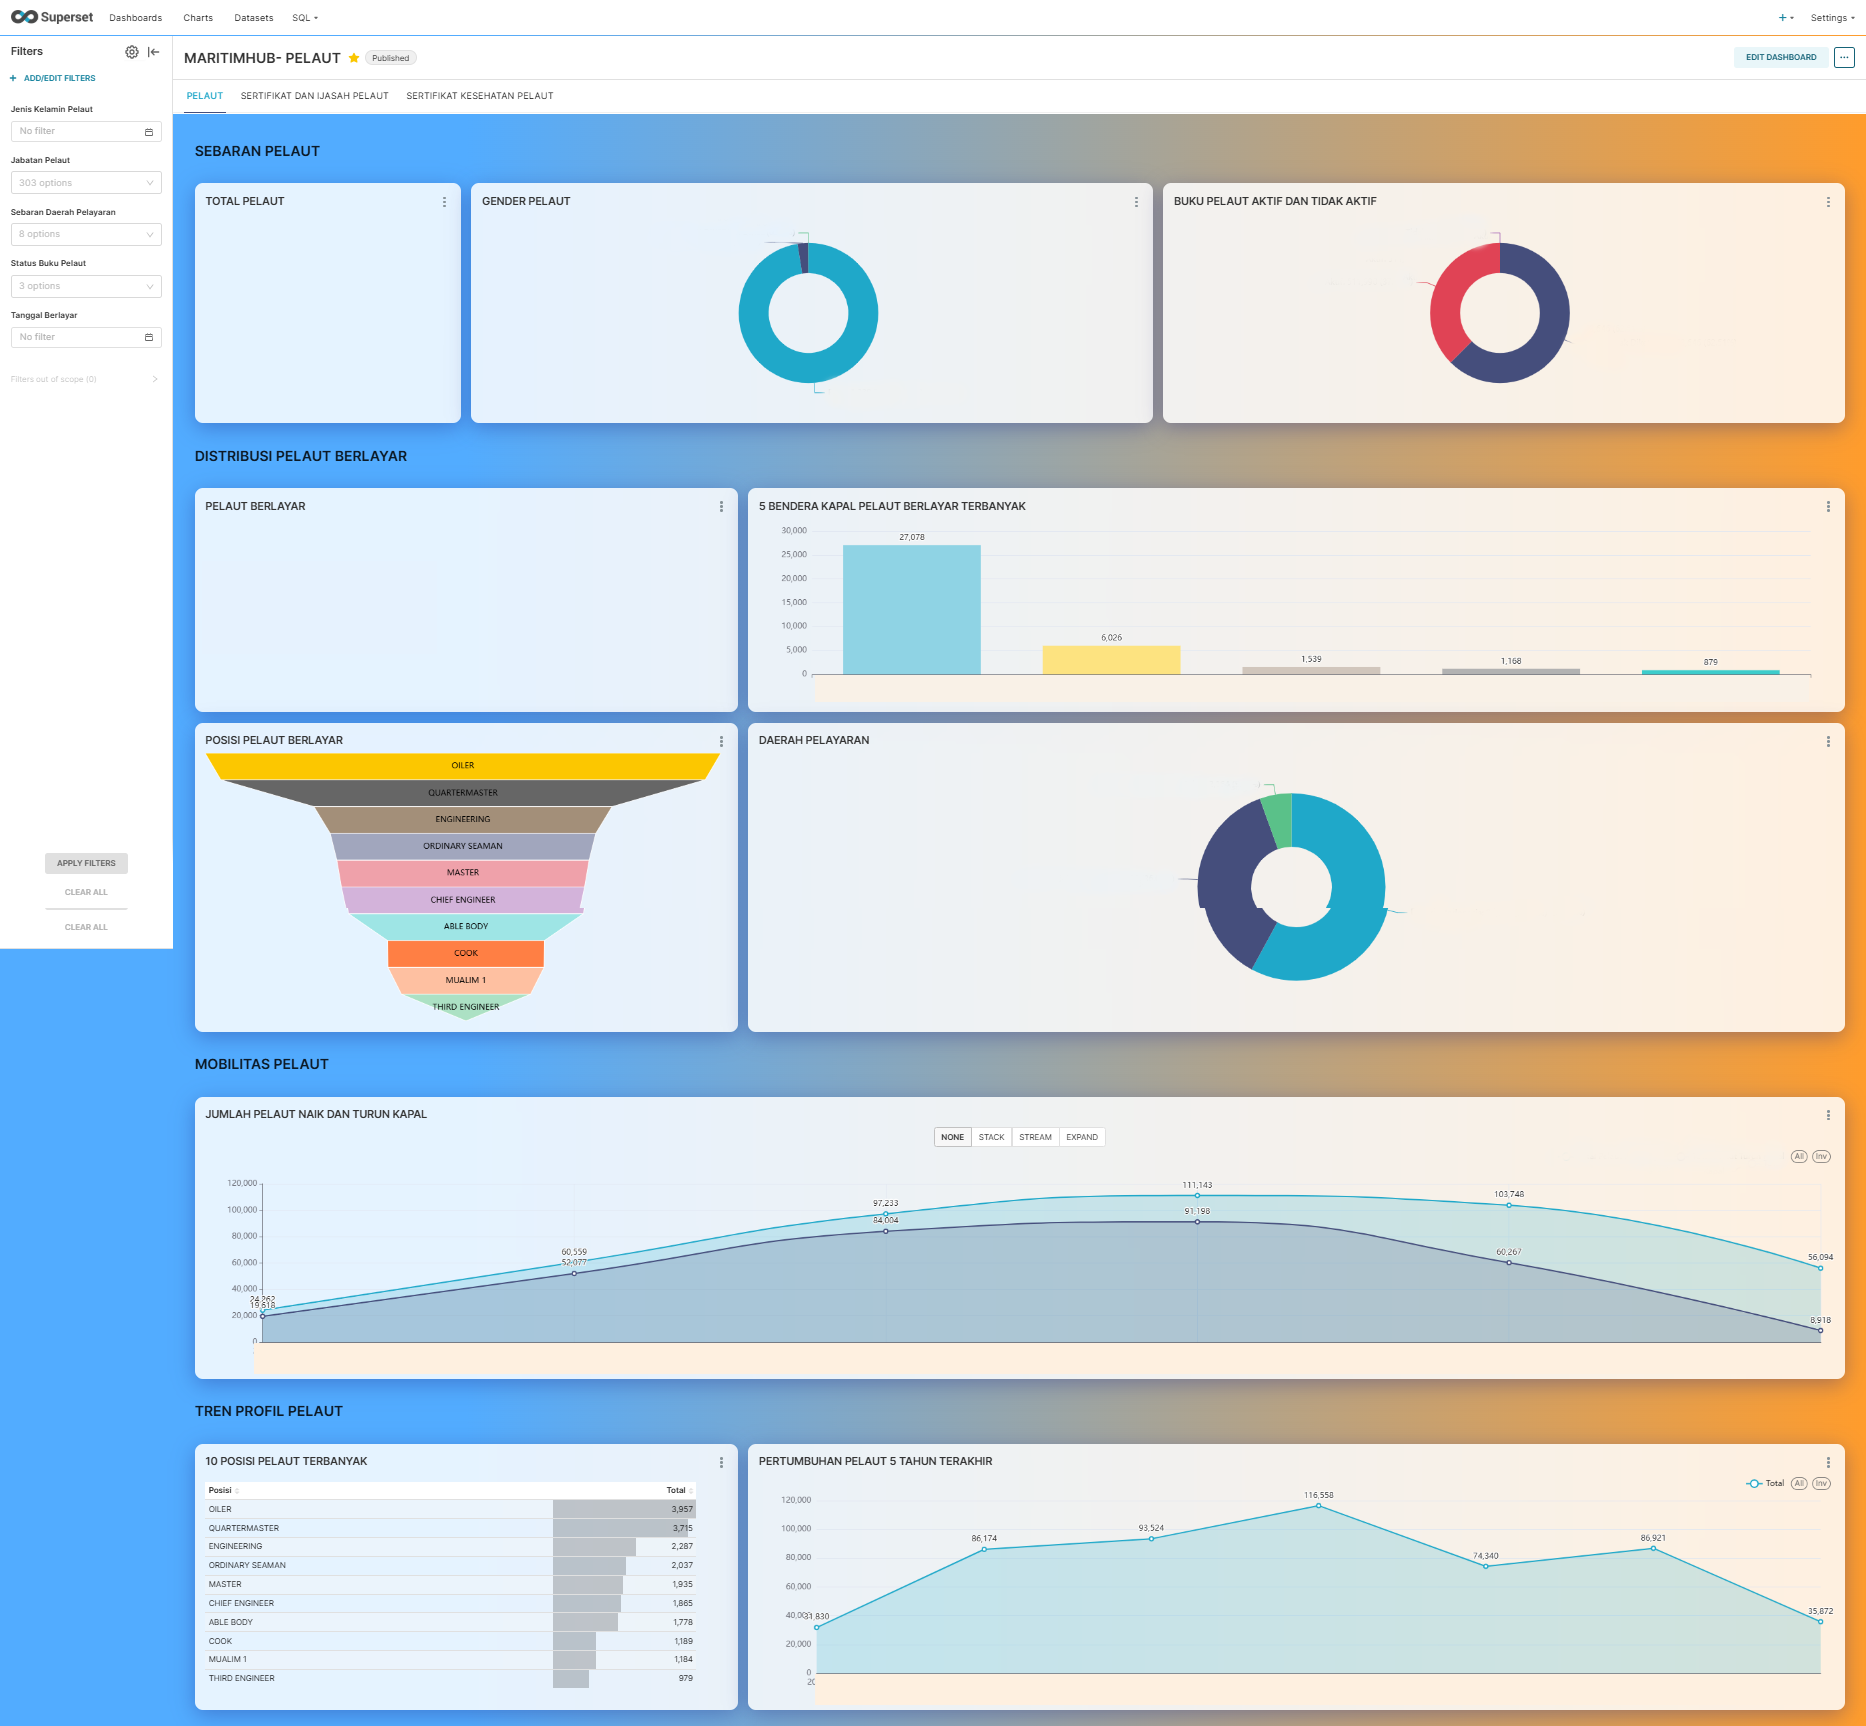 Superset Dashboards Charts Datasets SQL Settings
Filters
ADD/EDIT FILTERS
Jenis Kelamin Pelaut
No filter
Jabatan Pelaut
303 options
Sebaran Daerah Pelayaran
8 options
Status Buku Pelaut
3 options
Tanggal Berlayar
No filter
Filters out of scope (0)
APPLY FILTERS
CLEAR ALL
CLEAR ALL
MARITIMHUB- PELAUT Published
EDIT DASHBOARD
PELAUT SERTIFIKAT DAN IJASAH PELAUT SERTIFIKAT KESEHATAN PELAUT
SEBARAN PELAUT
TOTAL PELAUT
GENDER PELAUT
BUKU PELAUT AKTIF DAN TIDAK AKTIF
DISTRIBUSI PELAUT BERLAYAR
PELAUT BERLAYAR
5 BENDERA KAPAL PELAUT BERLAYAR TERBANYAK
30,000
25,000
20,000
15,000
10,000
5,000
0
27,078
6,026
1,539
1,168
879
POSISI PELAUT BERLAYAR
OILER
QUARTERMASTER
ENGINEERING
ORDINARY SEAMAN
MASTER
CHIEF ENGINEER
ABLE BODY
COOK
MUALIM 1
THIRD ENGINEER
DAERAH PELAYARAN
MOBILITAS PELAUT
JUMLAH PELAUT NAIK DAN TURUN KAPAL
NONE STACK STREAM EXPAND
All Inv
120,000
100,000
80,000
60,000
40,000
20,000
0
24,262
19,618
60,559
52,077
97,233
84,004
111,143
91,198
103,748
60,267
56,094
8,918
TREN PROFIL PELAUT
10 POSISI PELAUT TERBANYAK
Posisi Total
OILER 3,957
QUARTERMASTER 3,715
ENGINEERING 2,287
ORDINARY SEAMAN 2,037
MASTER 1,935
CHIEF ENGINEER 1,865
ABLE BODY 1,778
COOK 1,189
MUALIM 1 1,184
THIRD ENGINEER 979
PERTUMBUHAN PELAUT 5 TAHUN TERAKHIR
Total All Inv
120,000
100,000
80,000
60,000
40,000
20,000
0
31,830
86,174
93,524
116,558
74,340
86,921
35,872